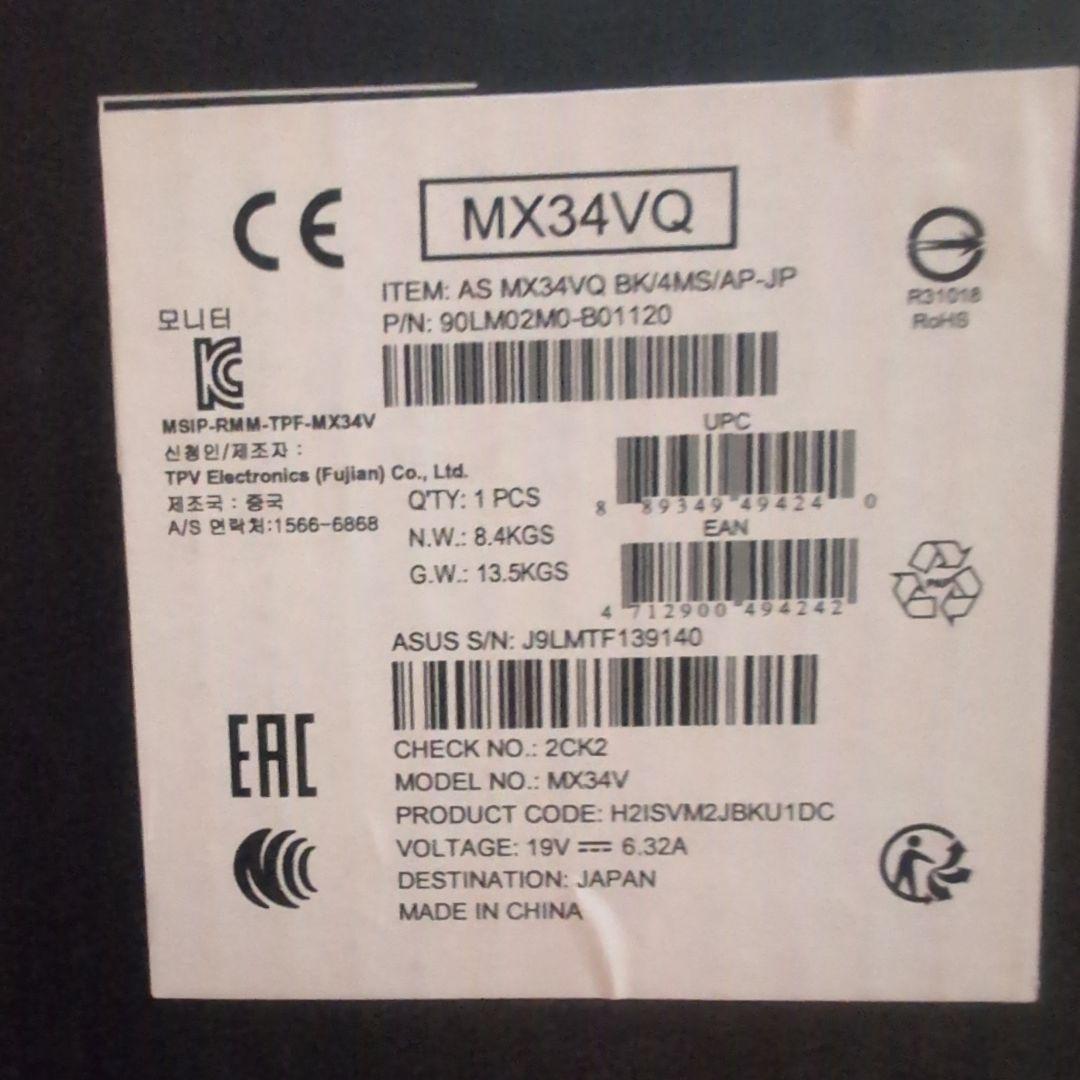 CE
MX34VQ
ITEM: AS MX34VQ BK/4MS/AP-JP
P/N: 90LM02M0-B01120
R31018
RoHS
모니터
KC
MSIP-RMM-TPF-MX34V
신청인/제조자 :
TPV Electronics (Fujian) Co., Ltd.
제조국 : 중국
A/S 연락처:1566-6868
UPC
8 89349 49424 0
Q'TY: 1 PCS
N.W.: 8.4KGS
G.W.: 13.5KGS
EAN
4 712900 494242
ASUS S/N: J9LMTF139140
EAC
CHECK NO.: 2CK2
MODEL NO.: MX34V
PRODUCT CODE: H2ISVM2JBKU1DC
VOLTAGE: 19V ⎓ 6.32A
DESTINATION: JAPAN
MADE IN CHINA